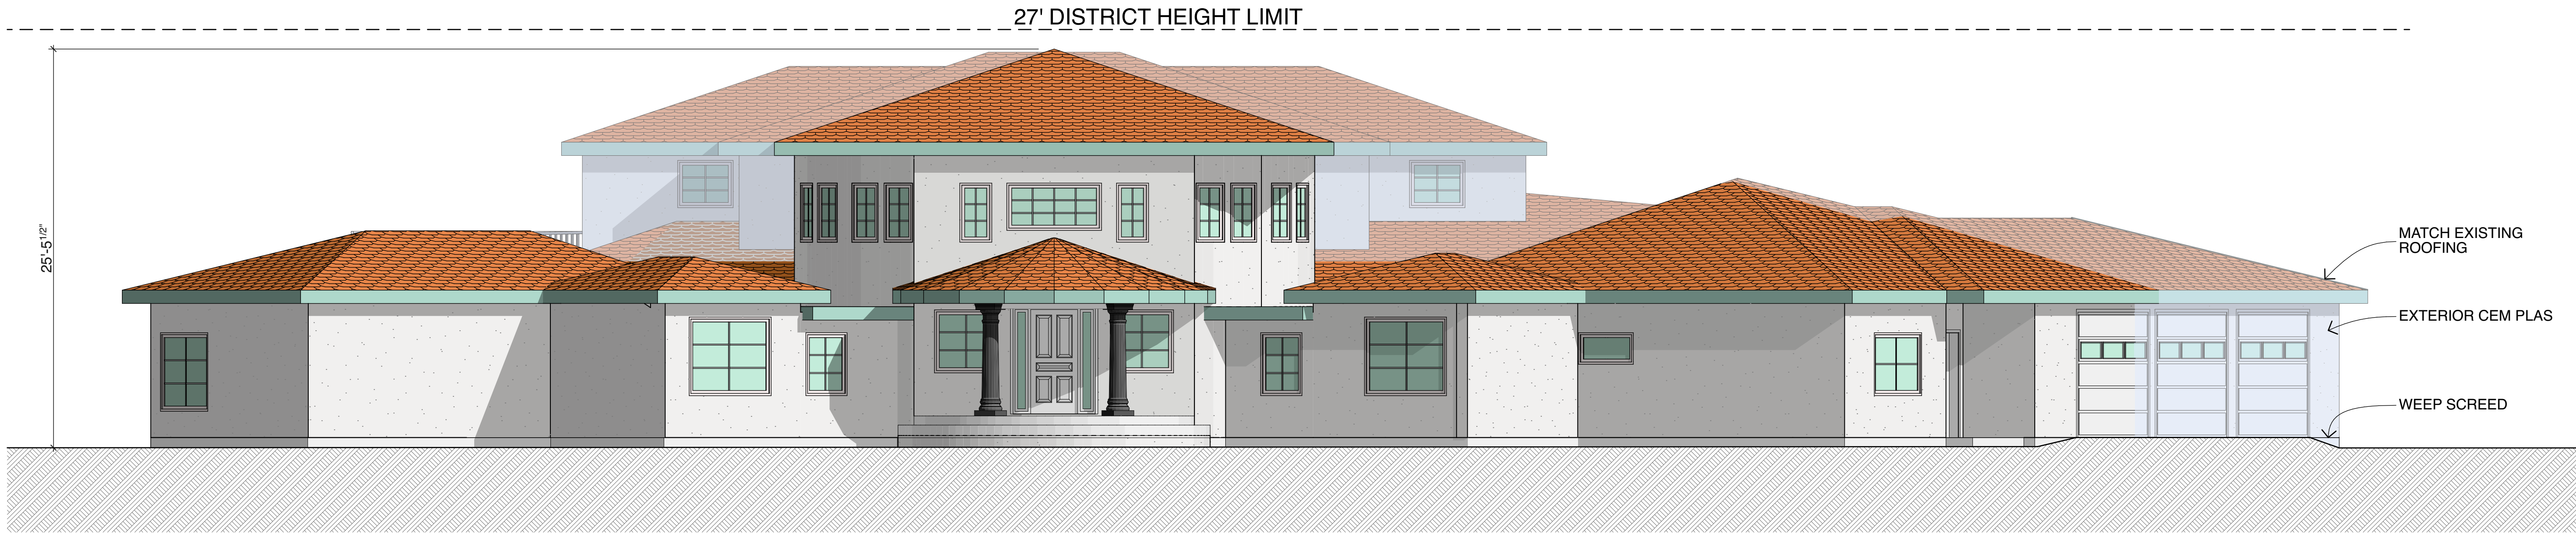 27' DISTRICT HEIGHT LIMIT
25'-5 1/2"
MATCH EXISTING
ROOFING
EXTERIOR CEM PLAS
WEEP SCREED